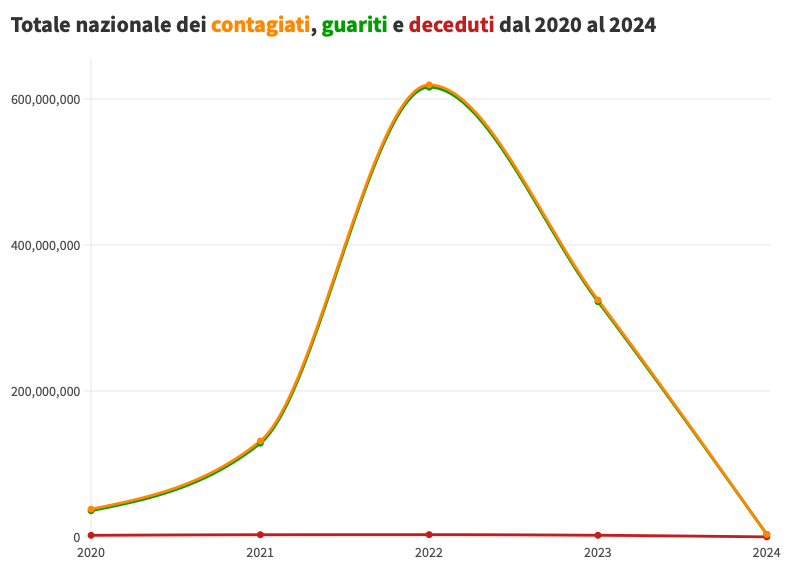 Totale nazionale dei contagiati, guariti e deceduti dal 2020 al 2024
600,000,000
400,000,000
200,000,000
0
2020 2021 2022 2023 2024